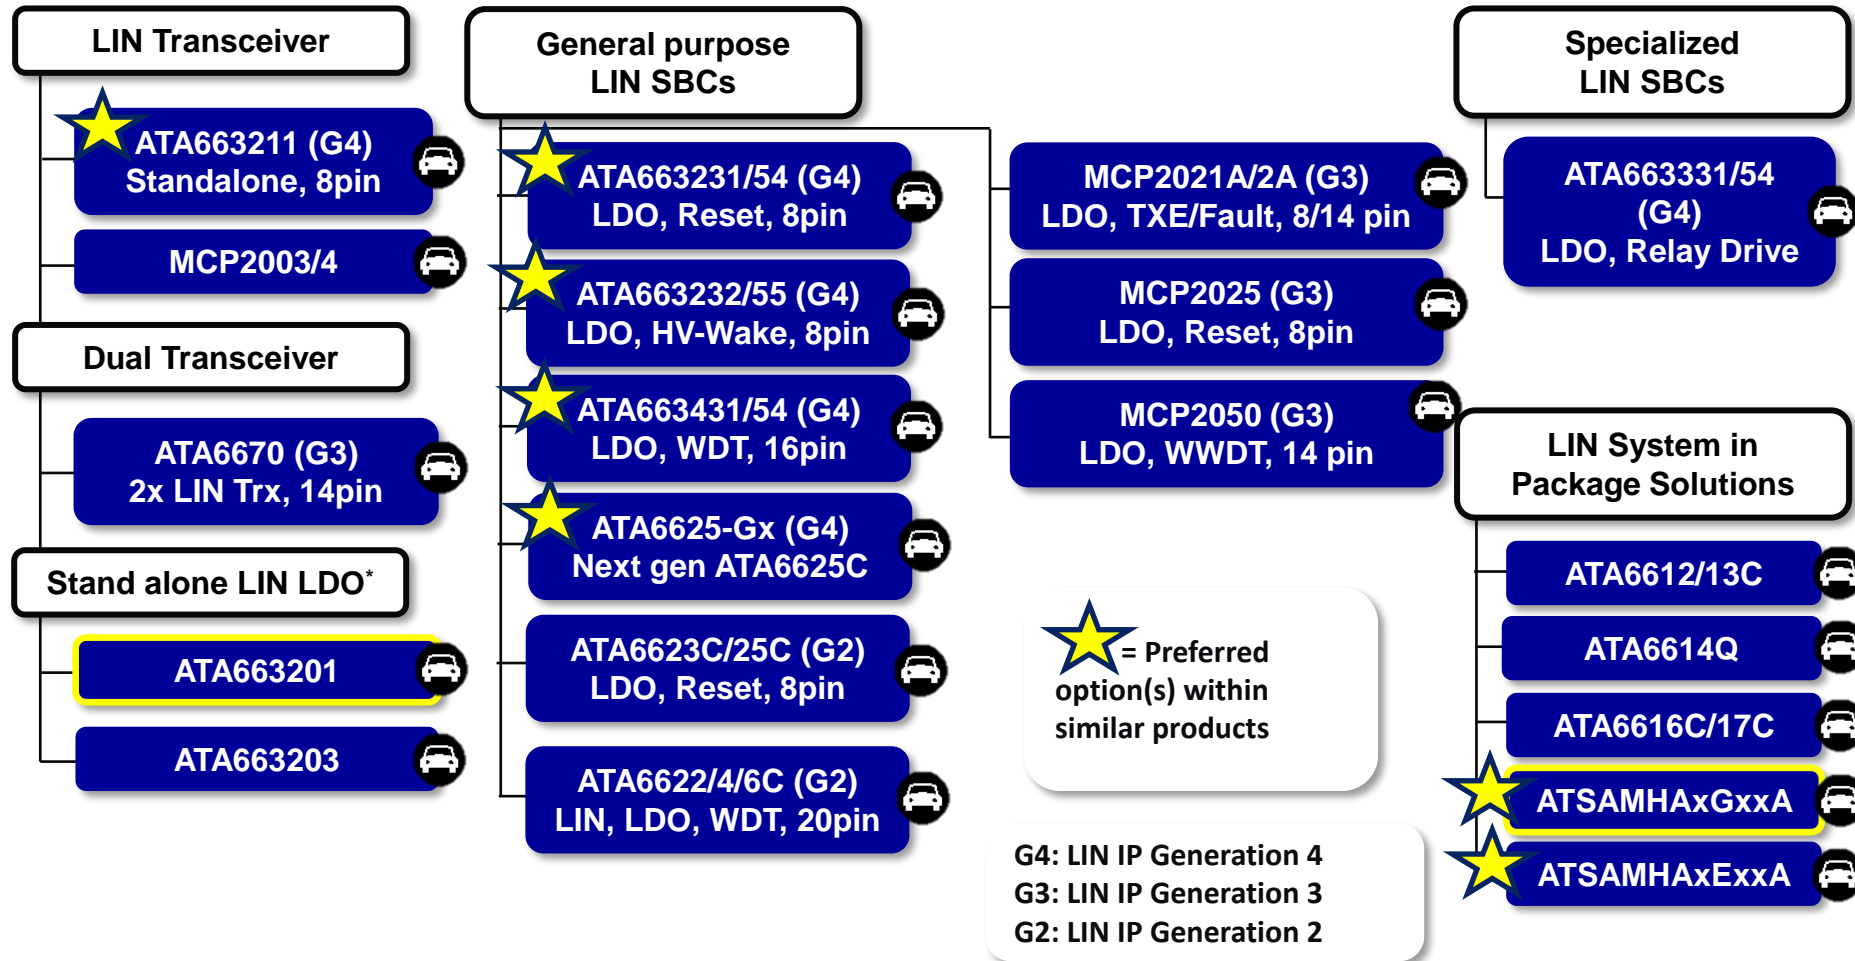 LIN Transceiver
ATA663211 (G4)
Standalone, 8pin
MCP2003/4
Dual Transceiver
ATA6670 (G3)
2x LIN Trx, 14pin
Stand alone LIN LDO*
ATA663201
ATA663203
General purpose
LIN SBCs
ATA663231/54 (G4)
LDO, Reset, 8pin
ATA663232/55 (G4)
LDO, HV-Wake, 8pin
ATA663431/54 (G4)
LDO, WDT, 16pin
ATA6625-Gx (G4)
Next gen ATA6625C
ATA6623C/25C (G2)
LDO, Reset, 8pin
ATA6622/4/6C (G2)
LIN, LDO, WDT, 20pin
MCP2021A/2A (G3)
LDO, TXE/Fault, 8/14 pin
MCP2025 (G3)
LDO, Reset, 8pin
MCP2050 (G3)
LDO, WWDT, 14 pin
= Preferred
option(s) within
similar products
G4: LIN IP Generation 4
G3: LIN IP Generation 3
G2: LIN IP Generation 2
Specialized
LIN SBCs
ATA663331/54
(G4)
LDO, Relay Drive
LIN System in
Package Solutions
ATA6612/13C
ATA6614Q
ATA6616C/17C
ATSAMHAxGxxA
ATSAMHAxExxA